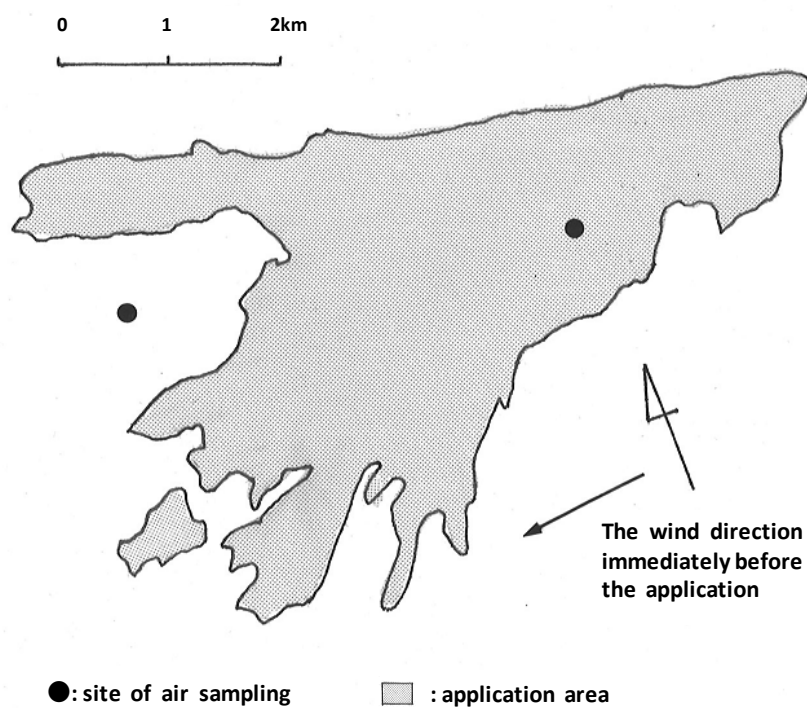 0 1 2km
The wind direction
immediately before
the application
●: site of air sampling : application area